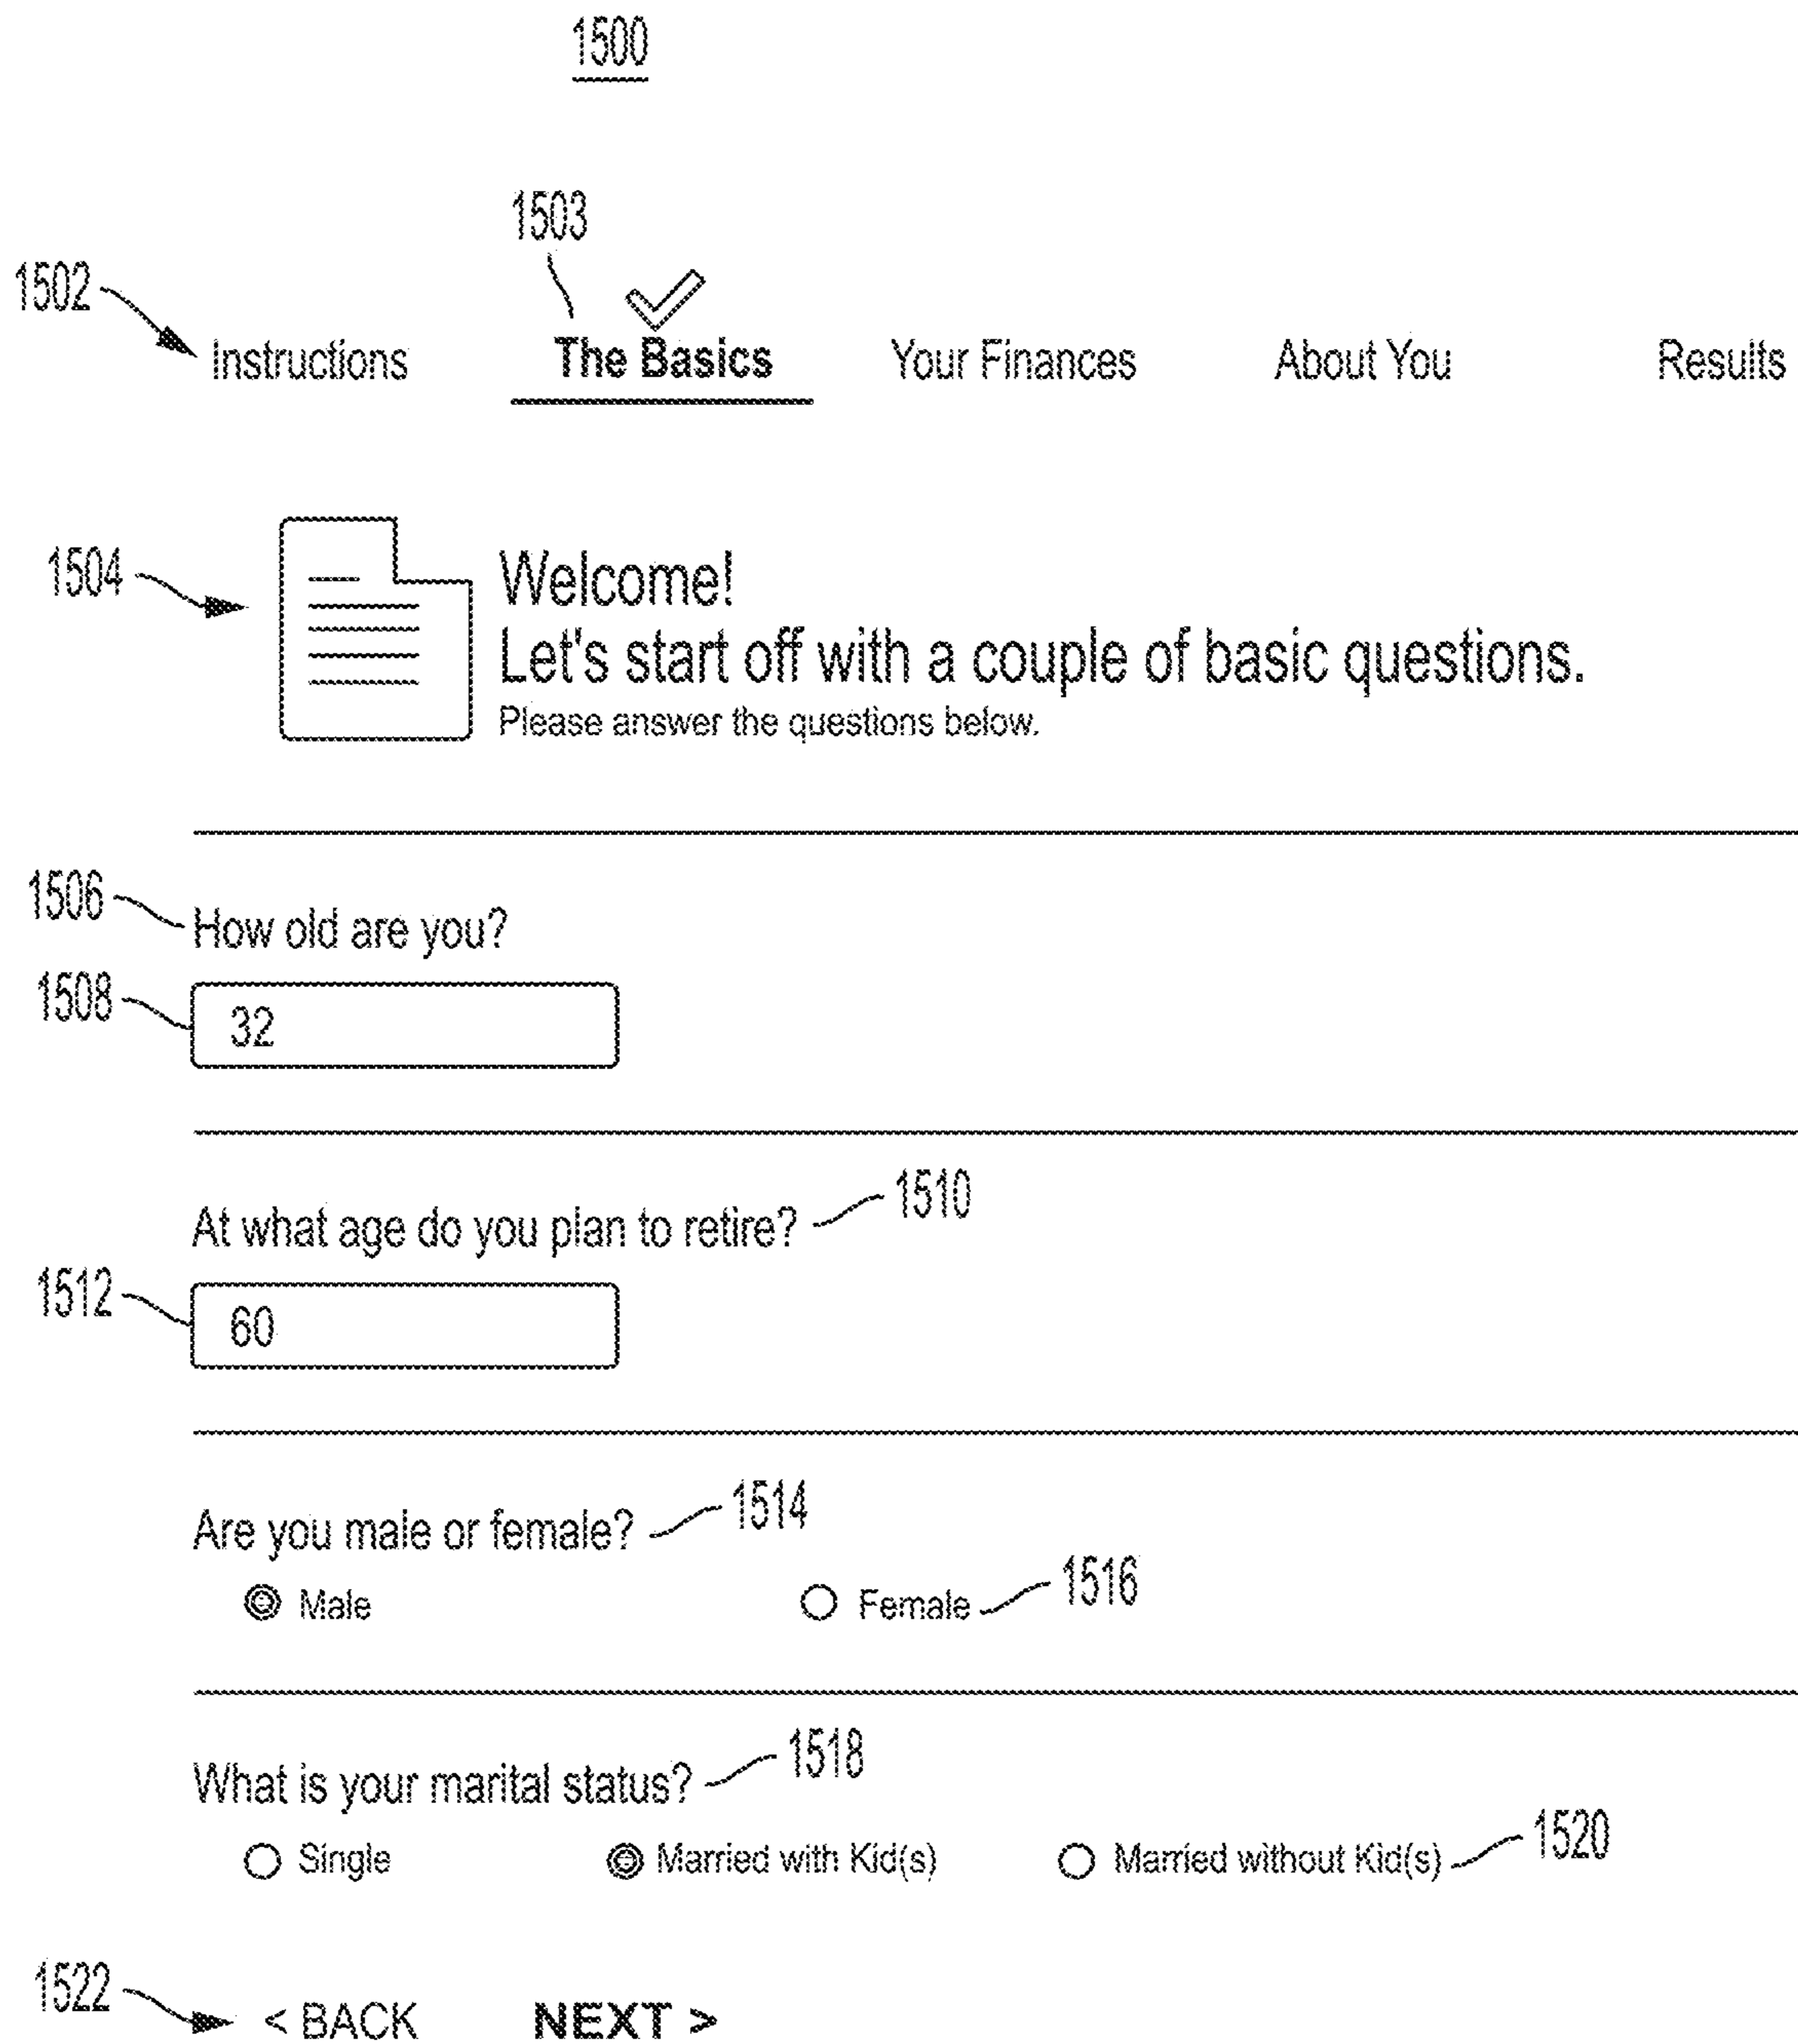 1500
1503
1502
Instructions The Basics Your Finances About You Results
1504
Welcome!
Let's start off with a couple of basic questions.
Please answer the questions below.
1506
How old are you?
1508
32
1510
At what age do you plan to retire?
1512
60
1514
Are you male or female?
1516
Male Female
1518
What is your marital status?
1520
Single Married with Kid(s) Married without Kid(s)
1522
< BACK NEXT >